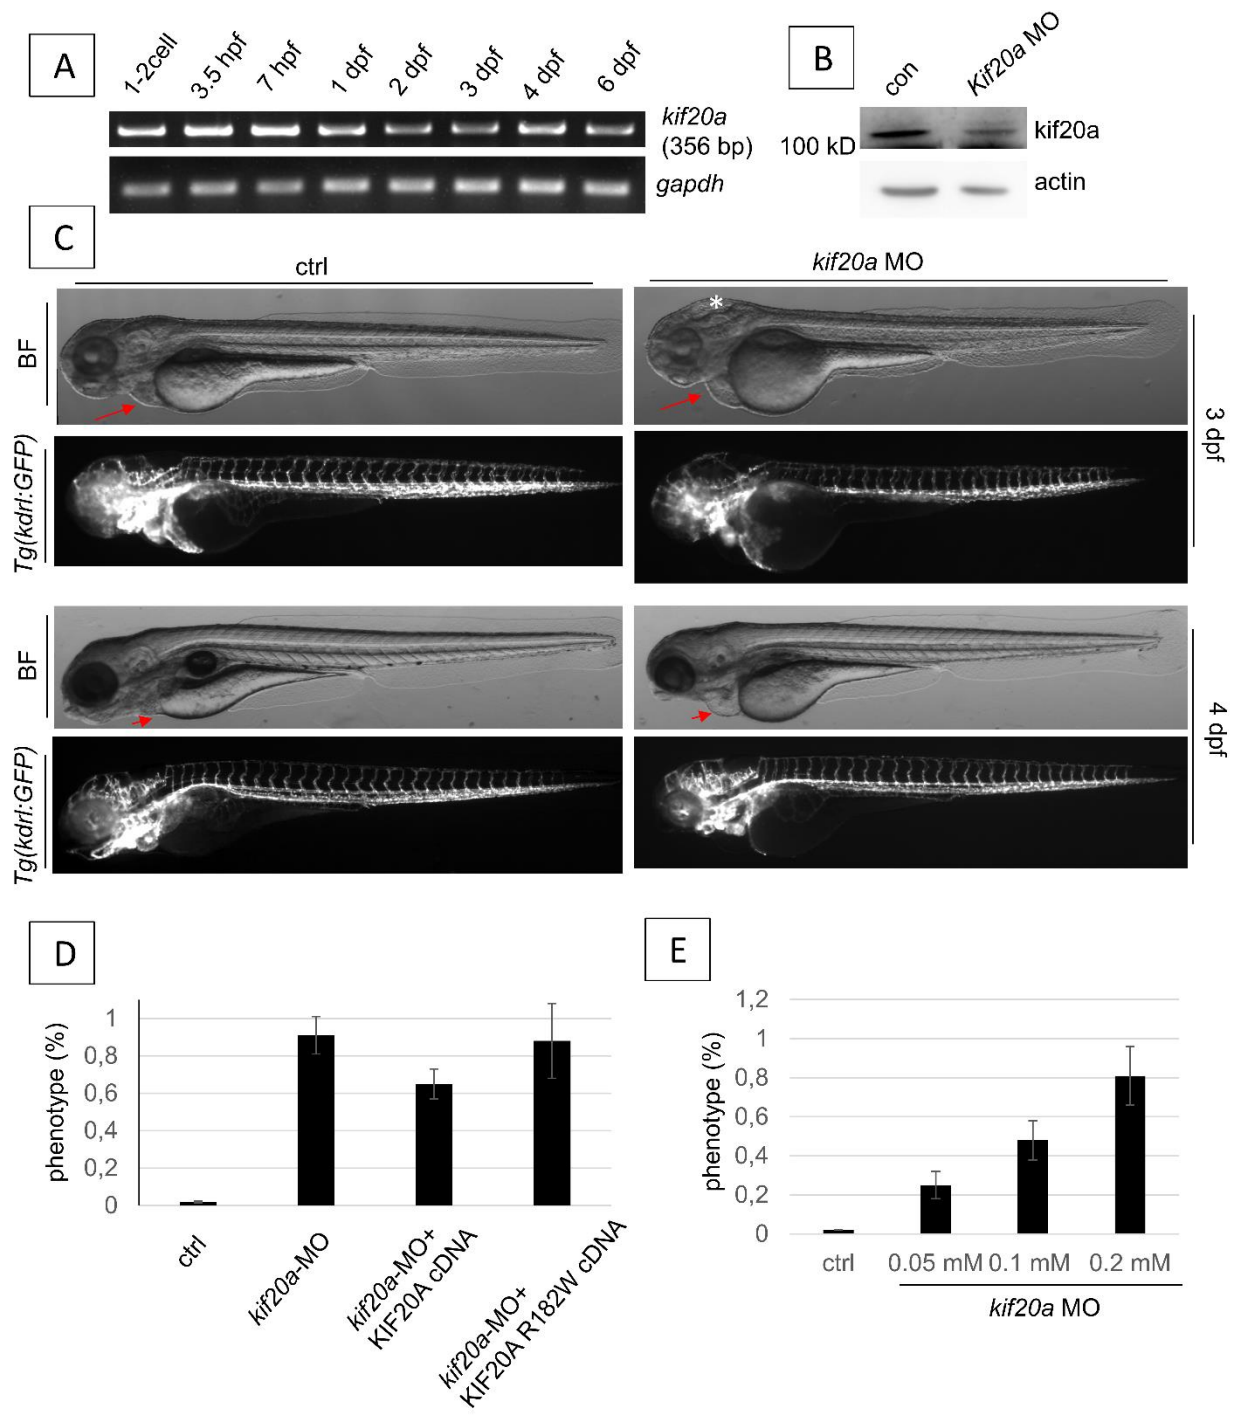 A
1-2cell
3.5 hpf
7 hpf
1 dpf
2 dpf
3 dpf
4 dpf
6 dpf
kif20a
(356 bp)
gapdh
B
con
Kif20a MO
100 kD
kif20a
actin
C
ctrl
kif20a MO
BF
*
Tg(kdrl:GFP)
3 dpf
BF
Tg(kdrl:GFP)
4 dpf
D
phenotype (%)
1
0,8
0,6
0,4
0,2
0
ctrl
kif20a-MO
kif20a-MO+
KIF20A cDNA
kif20a-MO+
KIF20A R182W cDNA
E
phenotype (%)
1,2
1
0,8
0,6
0,4
0,2
0
ctrl
0.05 mM
0.1 mM
0.2 mM
kif20a MO